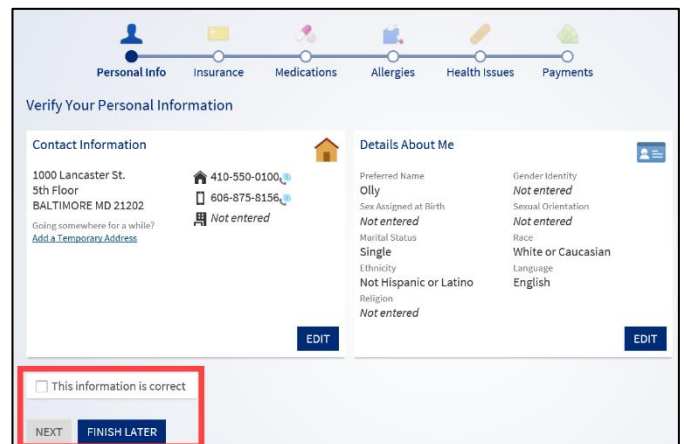 Personal Info Insurance Medications Allergies Health Issues Payments
Verify Your Personal Information
Contact Information
1000 Lancaster St.
5th Floor
BALTIMORE MD 21202
Going somewhere for a while?
Add a Temporary Address
410-550-0100
606-875-8156
Not entered
EDIT
Details About Me
Preferred Name Gender Identity
Olly Not entered
Sex Assigned at Birth Sexual Orientation
Not entered Not entered
Marital Status Race
Single White or Caucasian
Ethnicity Language
Not Hispanic or Latino English
Religion
Not entered
EDIT
This information is correct
NEXT FINISH LATER